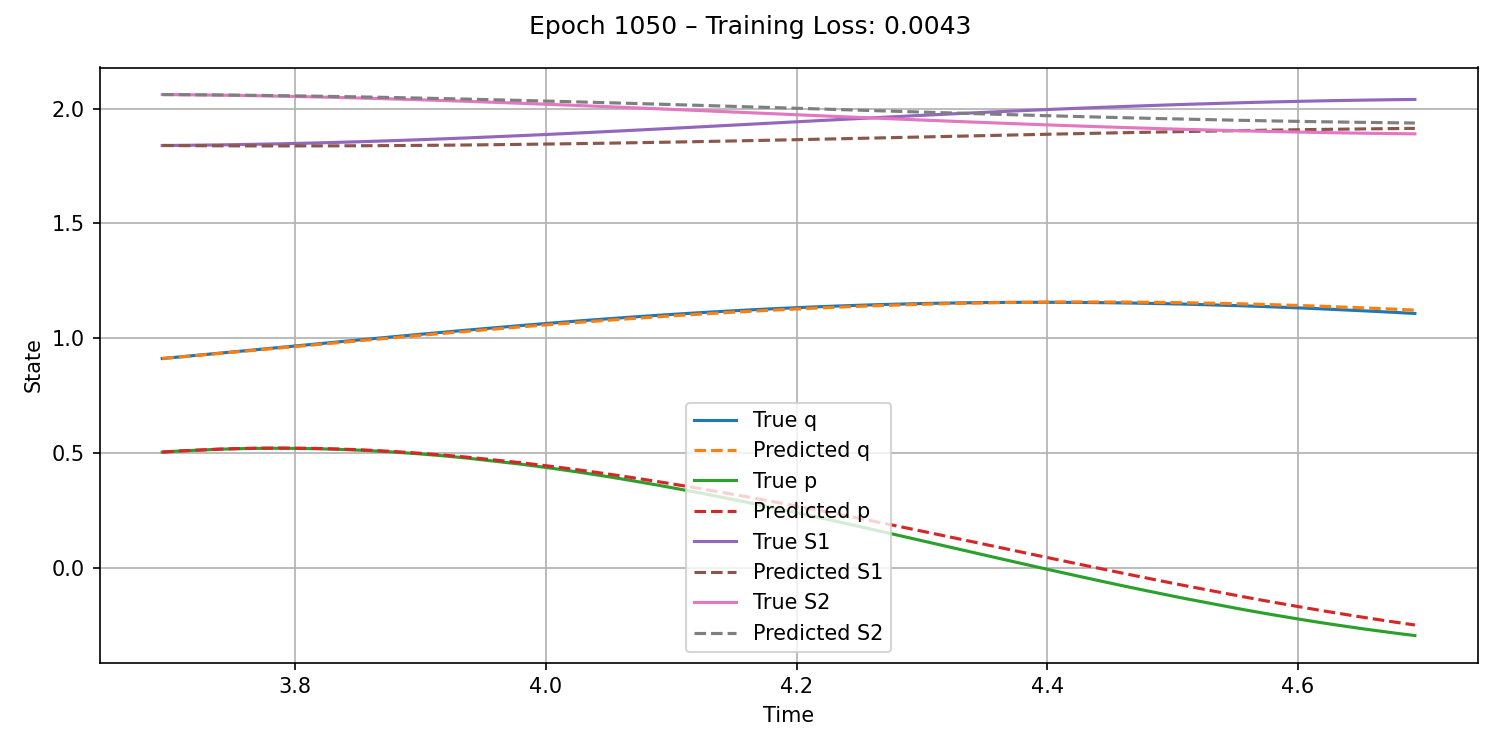 Epoch 1050 – Training Loss: 0.0043
2.0
1.5
1.0
0.5
0.0
State
True q
Predicted q
True p
Predicted p
True S1
Predicted S1
True S2
Predicted S2
3.8 4.0 4.2 4.4 4.6
Time